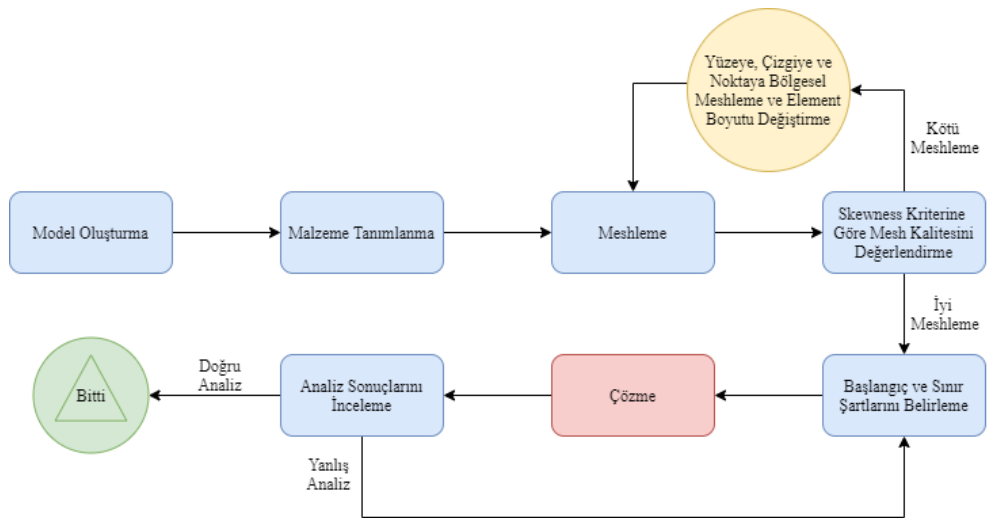 Yüzeye, Çizgiye ve
Noktaya Bölgesel
Meshleme ve Element
Boyutu Değiştirme
Kötü
Meshleme
Model Oluşturma
Malzeme Tanımlanma
Meshleme
Skewness Kriterine
Göre Mesh Kalitesini
Değerlendirme
İyi
Meshleme
Başlangıç ve Sınır
Şartlarını Belirleme
Çözme
Analiz Sonuçlarını
İnceleme
Doğru
Analiz
Bitti
Yanlış
Analiz